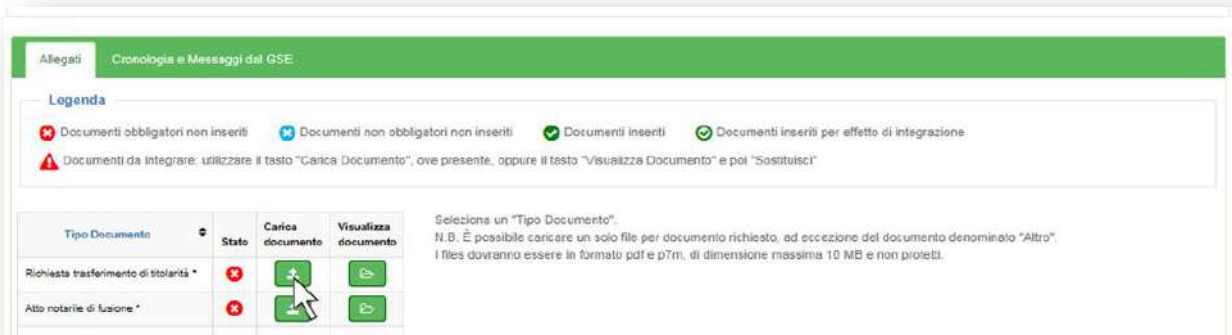 Allegati Cronologia e Messaggi dal GSE
Legenda
Documenti obbligatori non inseriti Documenti non obbligatori non inseriti Documenti inseriti Documenti inseriti per effetto di integrazione
Documenti da integrare: utilizzare il tasto "Carica Documento", ove presente, oppure il tasto "Visualizza Documento" e poi "Sostituisci"
Tipo Documento Stato Carica documento Visualizza documento
Richiesta trasferimento di titolarità *
Atto notarile di fusione *
Seleziona un "Tipo Documento".
N.B. È possibile caricare un solo file per documento richiesto, ad eccezione del documento denominato "Altro".
I files dovranno essere in formato pdf e p7m, di dimensione massima 10 MB e non protetti.